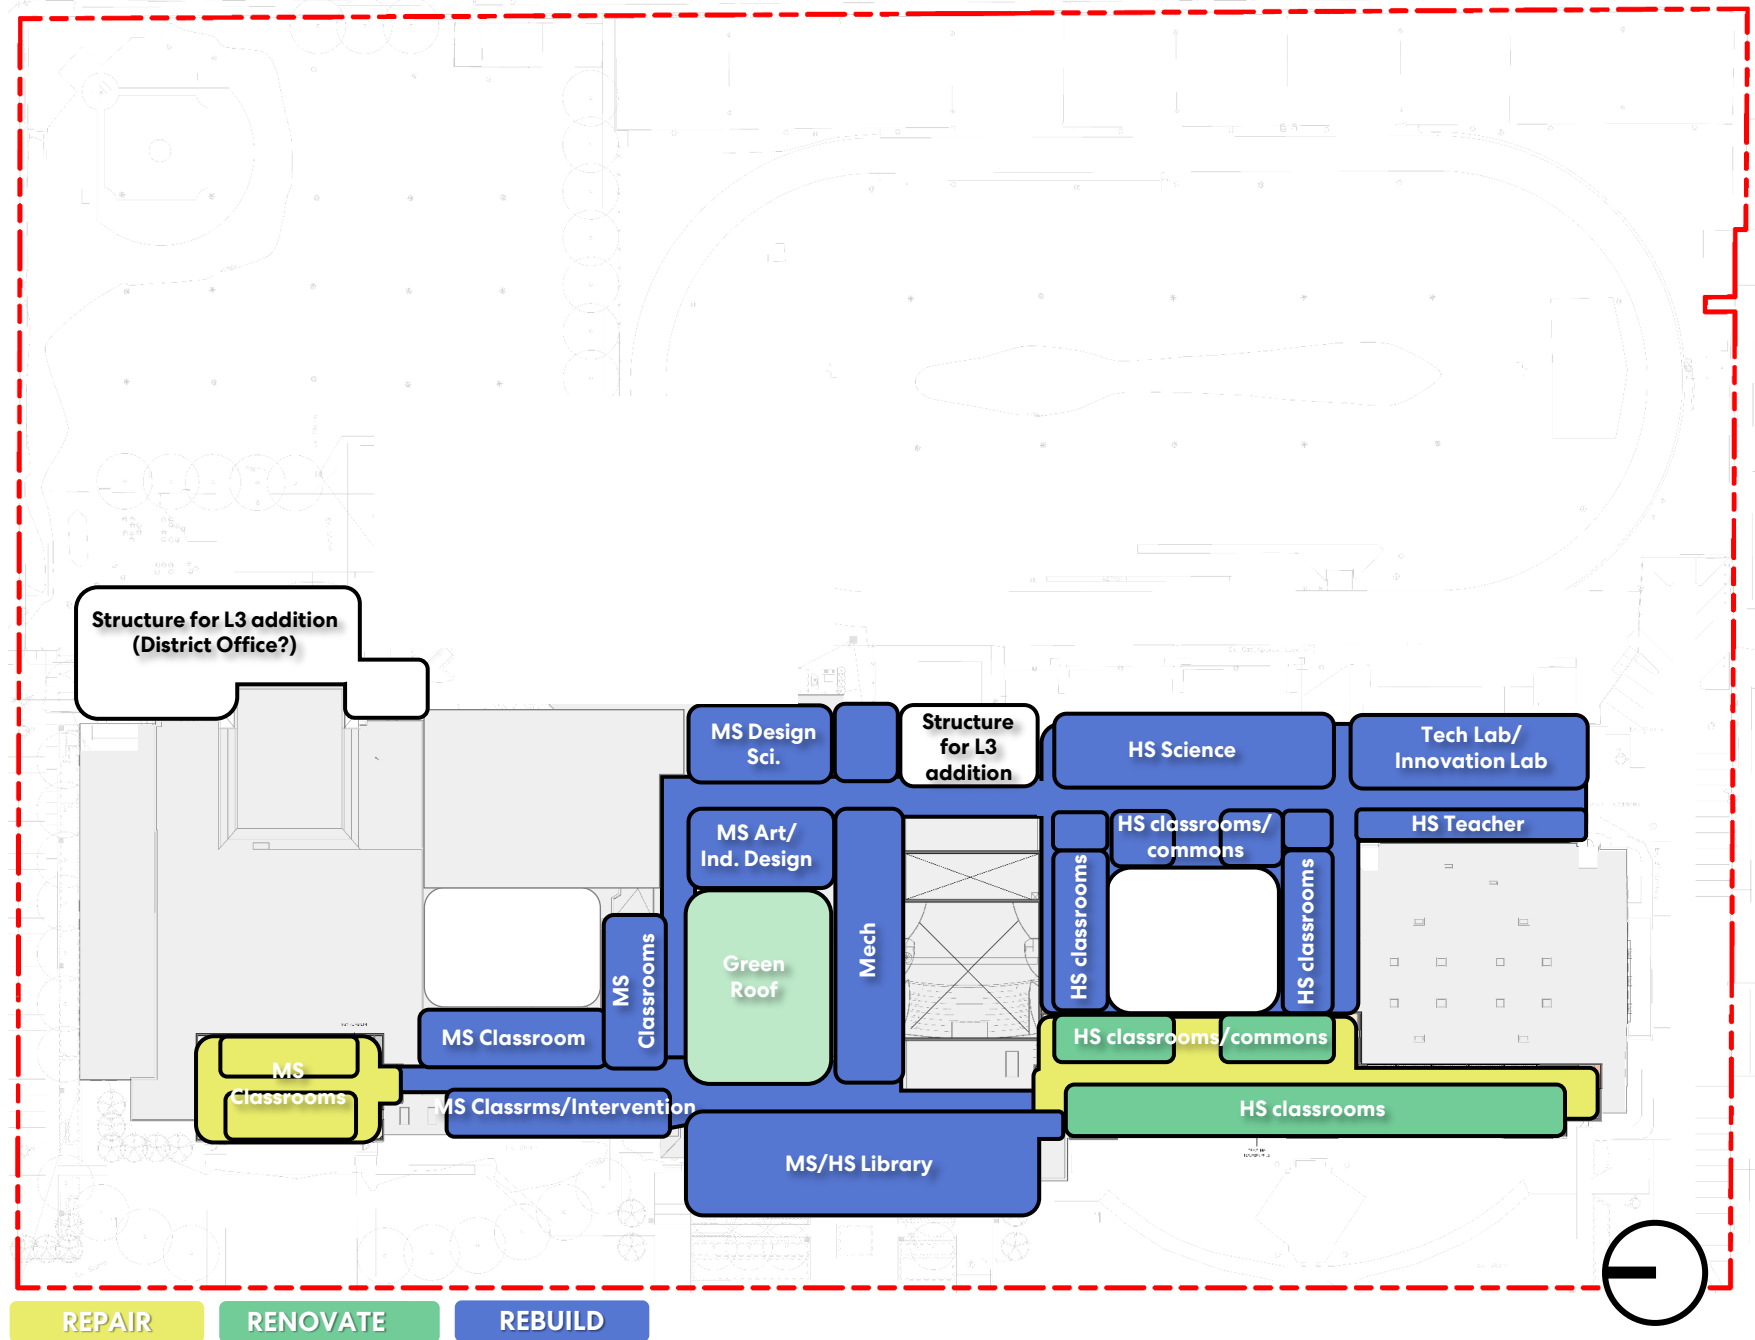 Structure for L3 addition
(District Office?)
MS Design
Sci.
Structure
for L3
addition
HS Science
Tech Lab/
Innovation Lab
MS Art/
Ind. Design
HS classrooms/
commons
HS Teacher
HS classrooms
HS classrooms
Mech
MS
Classrooms
Green
Roof
MS Classroom
HS classrooms/commons
MS
Classrooms
MS Classrms/Intervention
HS classrooms
MS/HS Library
REPAIR
RENOVATE
REBUILD